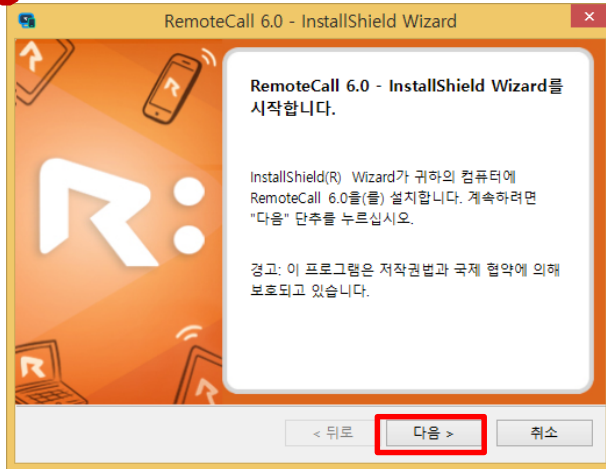 RemoteCall 6.0 - InstallShield Wizard
RemoteCall 6.0 - InstallShield Wizard를
시작합니다.
InstallShield(R) Wizard가 귀하의 컴퓨터에
RemoteCall 6.0을(를) 설치합니다. 계속하려면
"다음" 단추를 누르십시오.
경고: 이 프로그램은 저작권법과 국제 협약에 의해
보호되고 있습니다.
< 뒤로
다음 >
취소